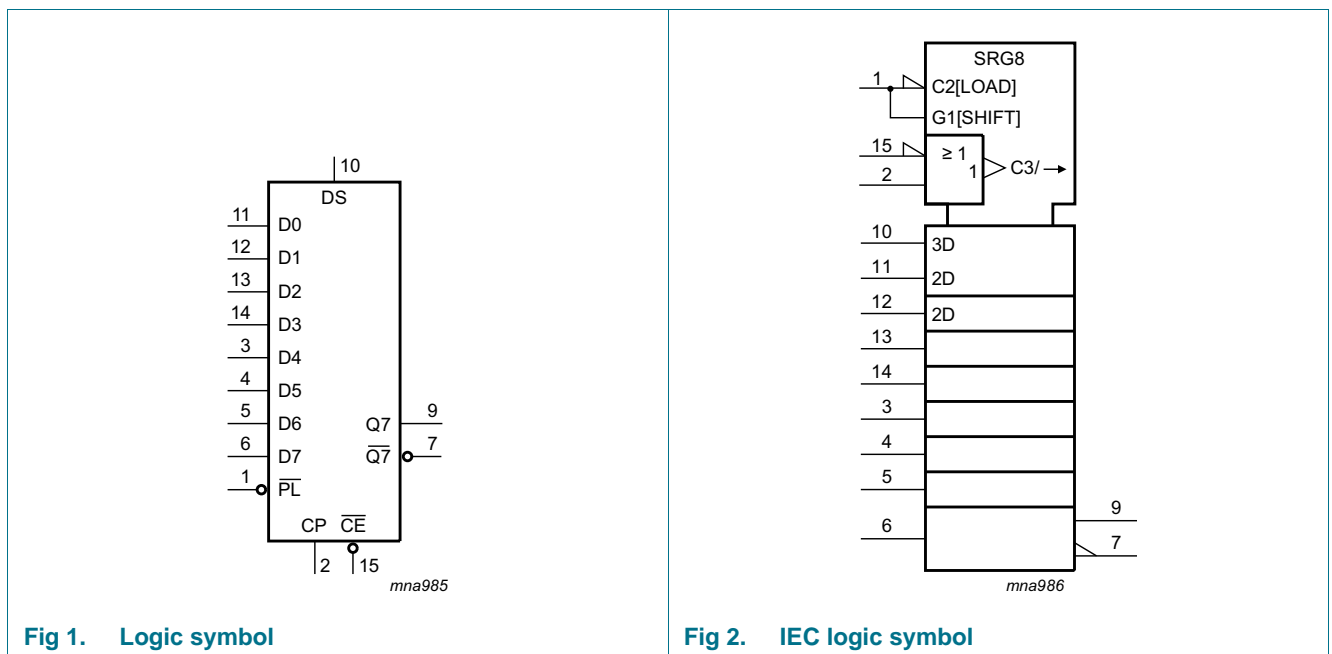 10
DS
11 D0
12 D1
13 D2
14 D3
3 D4
4 D5
5 D6 Q7 9
6 D7 Q̅7̅ 7
1 P̅L̅
CP C̅E̅
2 15
mna985
Fig 1. Logic symbol
SRG8
1 C2[LOAD]
G1[SHIFT]
15 ≥ 1
2 1 C3/ →
10 3D
11 2D
12 2D
13
14
3
4
5
9
6
7
mna986
Fig 2. IEC logic symbol